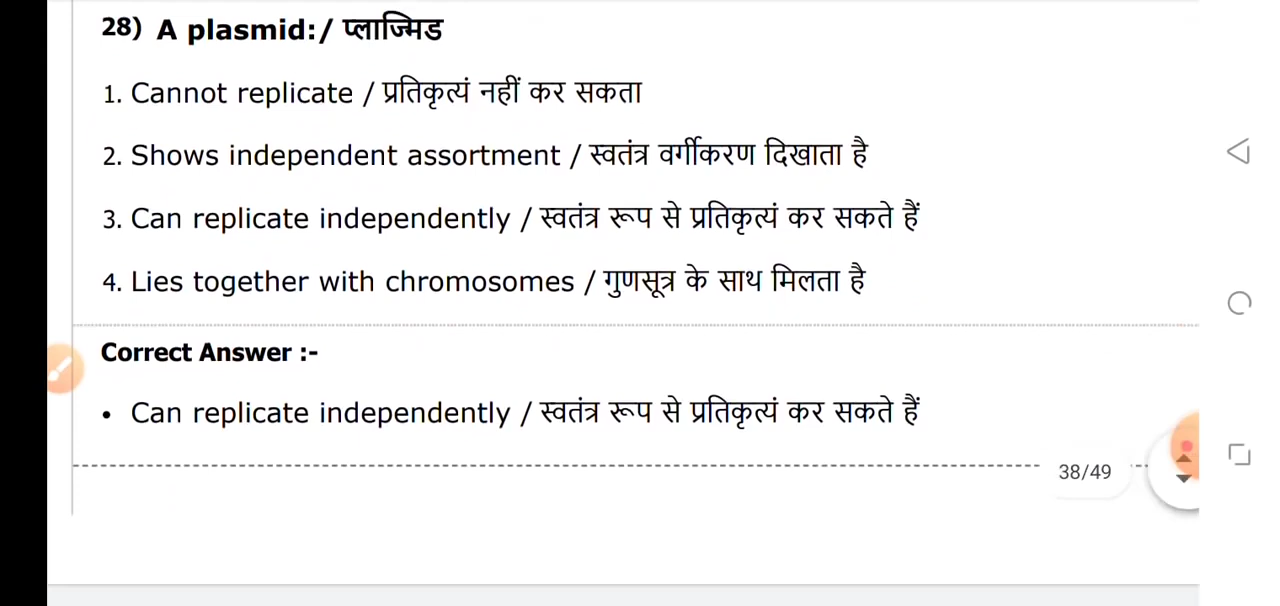 28) A plasmid:/ प्लाज्मिड
1. Cannot replicate / प्रतिकृत्यं नहीं कर सकता
2. Shows independent assortment / स्वतंत्र वर्गीकरण दिखाता है
3. Can replicate independently / स्वतंत्र रूप से प्रतिकृत्यं कर सकते हैं
4. Lies together with chromosomes / गुणसूत्र के साथ मिलता है
Correct Answer :-
• Can replicate independently / स्वतंत्र रूप से प्रतिकृत्यं कर सकते हैं
38/49